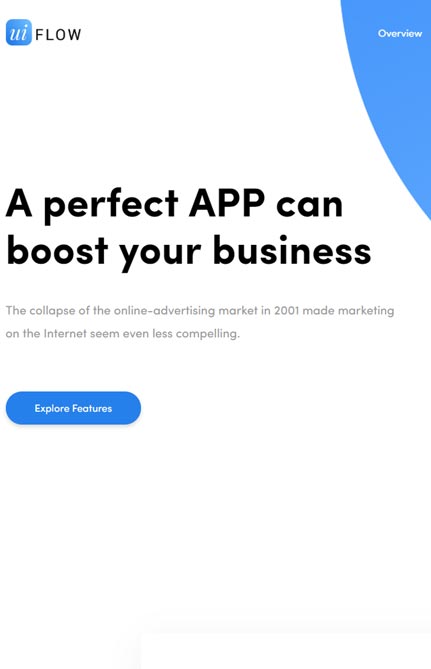 ui FLOW
Overview
A perfect APP can
boost your business
The collapse of the online-advertising market in 2001 made marketing
on the Internet seem even less compelling.
Explore Features